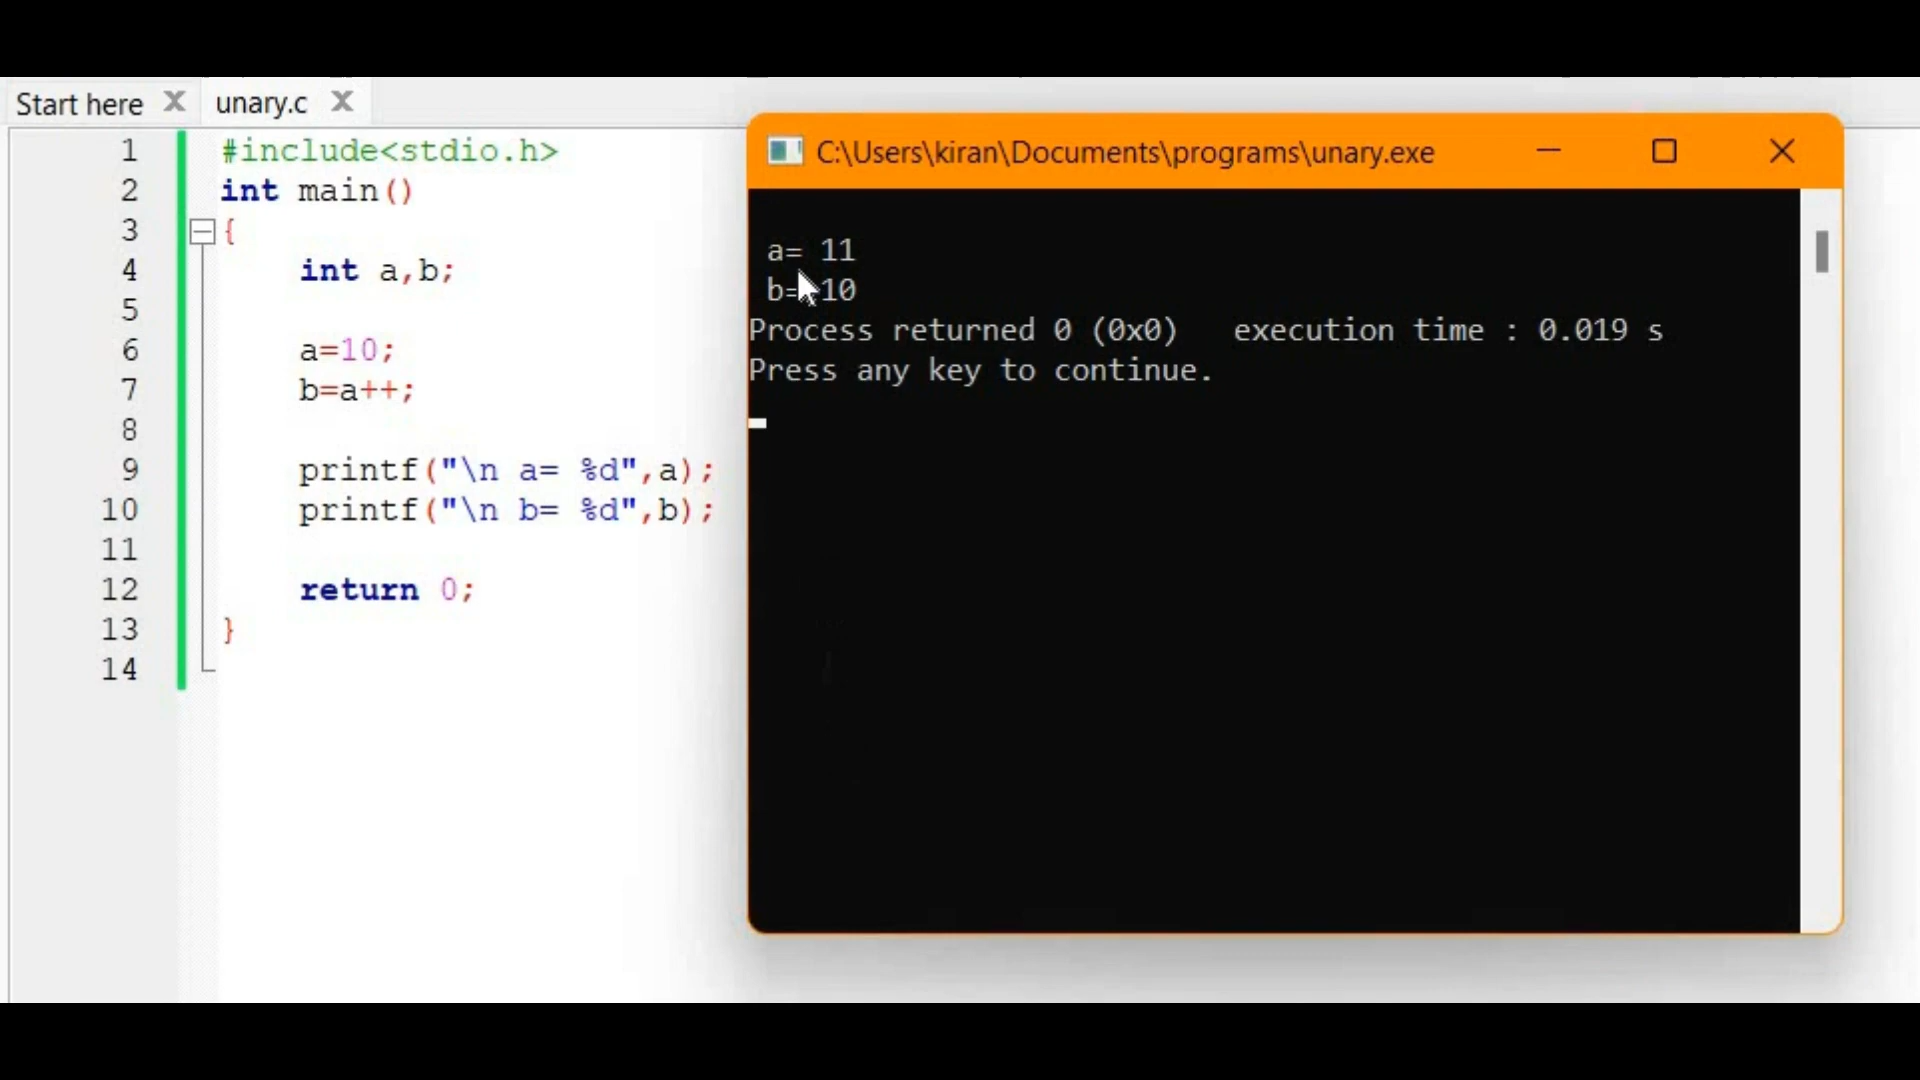 Start here
unary.c
1 #include<stdio.h>
2 int main()
3 {
4 int a,b;
5
6 a=10;
7 b=a++;
8
9 printf("\n a= %d",a);
10 printf("\n b= %d",b);
11
12 return 0;
13 }
14
C:\Users\kiran\Documents\programs\unary.exe
a= 11
b= 10
Process returned 0 (0x0) execution time : 0.019 s
Press any key to continue.